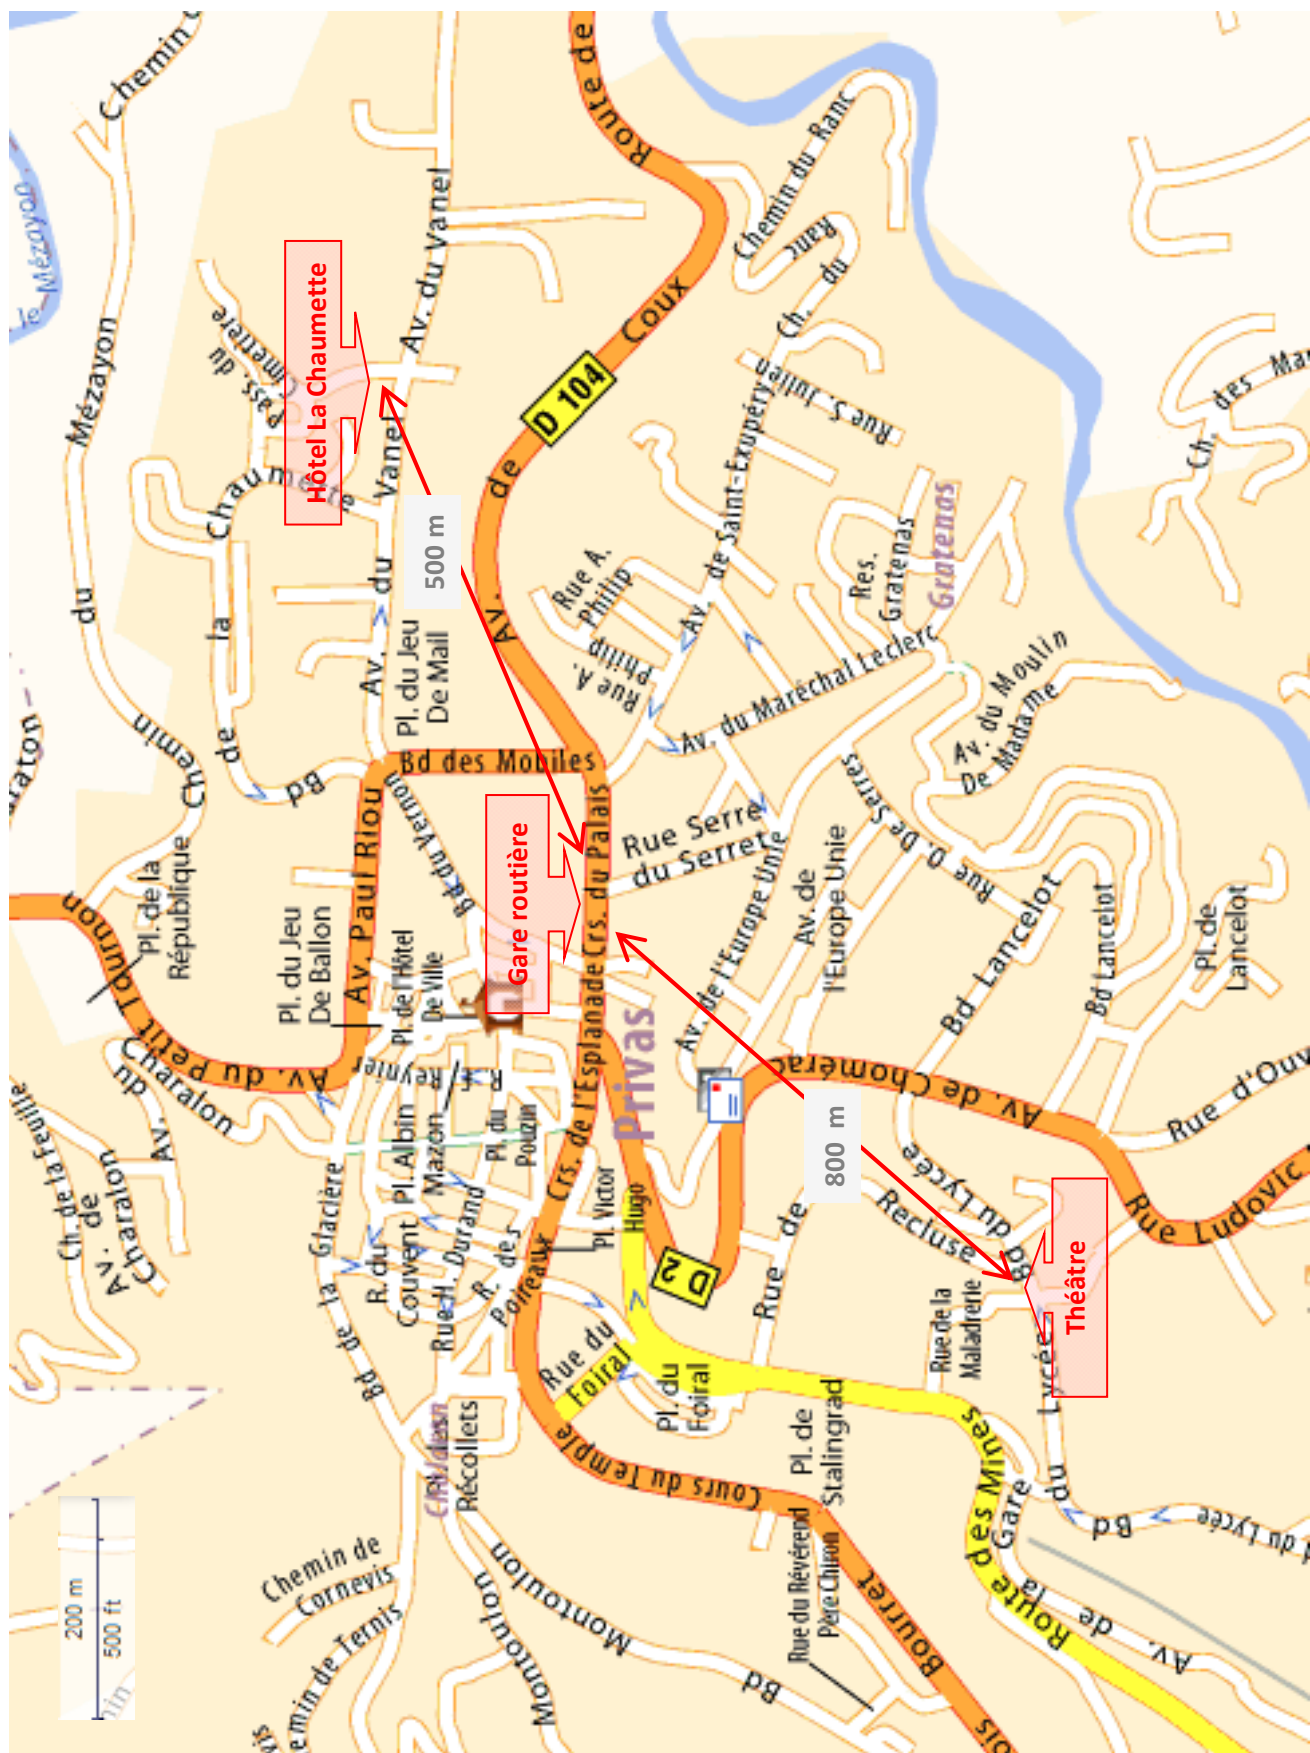 Hôtel La Chaumette
Gare routière
Théâtre
500 m
800 m
200 m
500 ft
D 104
D 2
Privas
Gratenas
Chemin du Mézayon
Mézayon
Pass. du
Cimetière
Bd de la Chaumette
Av. du Vanel
Av. du Vanel
Route de
Av. de Coux
Chemin du Ranc
Ch. du Ranc
Rue S. Julien
Av. de Saint-Exupéry
Rue A.
Philip
Rue A.
Philip
Res.
Gratenas
Av. du Maréchal Leclerc
Av. du Moulin
De Madame
Ch. des
Pl. du Jeu
De Mail
Bd des Mobiles
Rue Serre
du Serret
Rue O. De Serres
Av. de l'Europe Unie
Av. de
l'Europe Unie
Bd Lancelot
Bd Lancelot
Pl. de
Lancelot
Pl. de la
République
Av. du Petit Tournon
Av. Paul Riou
Bd du Vernon
Pl. du Jeu
De Ballon
Pl. de l'Hôtel
De Ville
Crs. du Palais
Crs. de l'Esplanade
Av. du
Charalon
Ch. de la Feuille
Av. de
Charalon
Reynier
Pl. Albin
Mazon
Pl. du
Pouzin
Pl. Victor
Hugo
Bd de la Glacière
R. du
Couvent
Rue H. Durand
R. des
Poireaux
Rue du
Foiral
Pl. du
Foiral
Av. de Chomérac
Rue d'Ouv
Rue Ludovic
Rue de Recluse
Bd du Lycée
Rue de la
Maladrerie
Bd du Lycée
Bd du Lycée
Récollets
Cours du Temple
Pl. de
Stalingrad
Rue du Révérend
Père Chiron
Route des Mines
Av. de la Gare
Bourret
Bd Montoulon
Montoulon
Chemin de
Cornevis
Chemin de Ternis